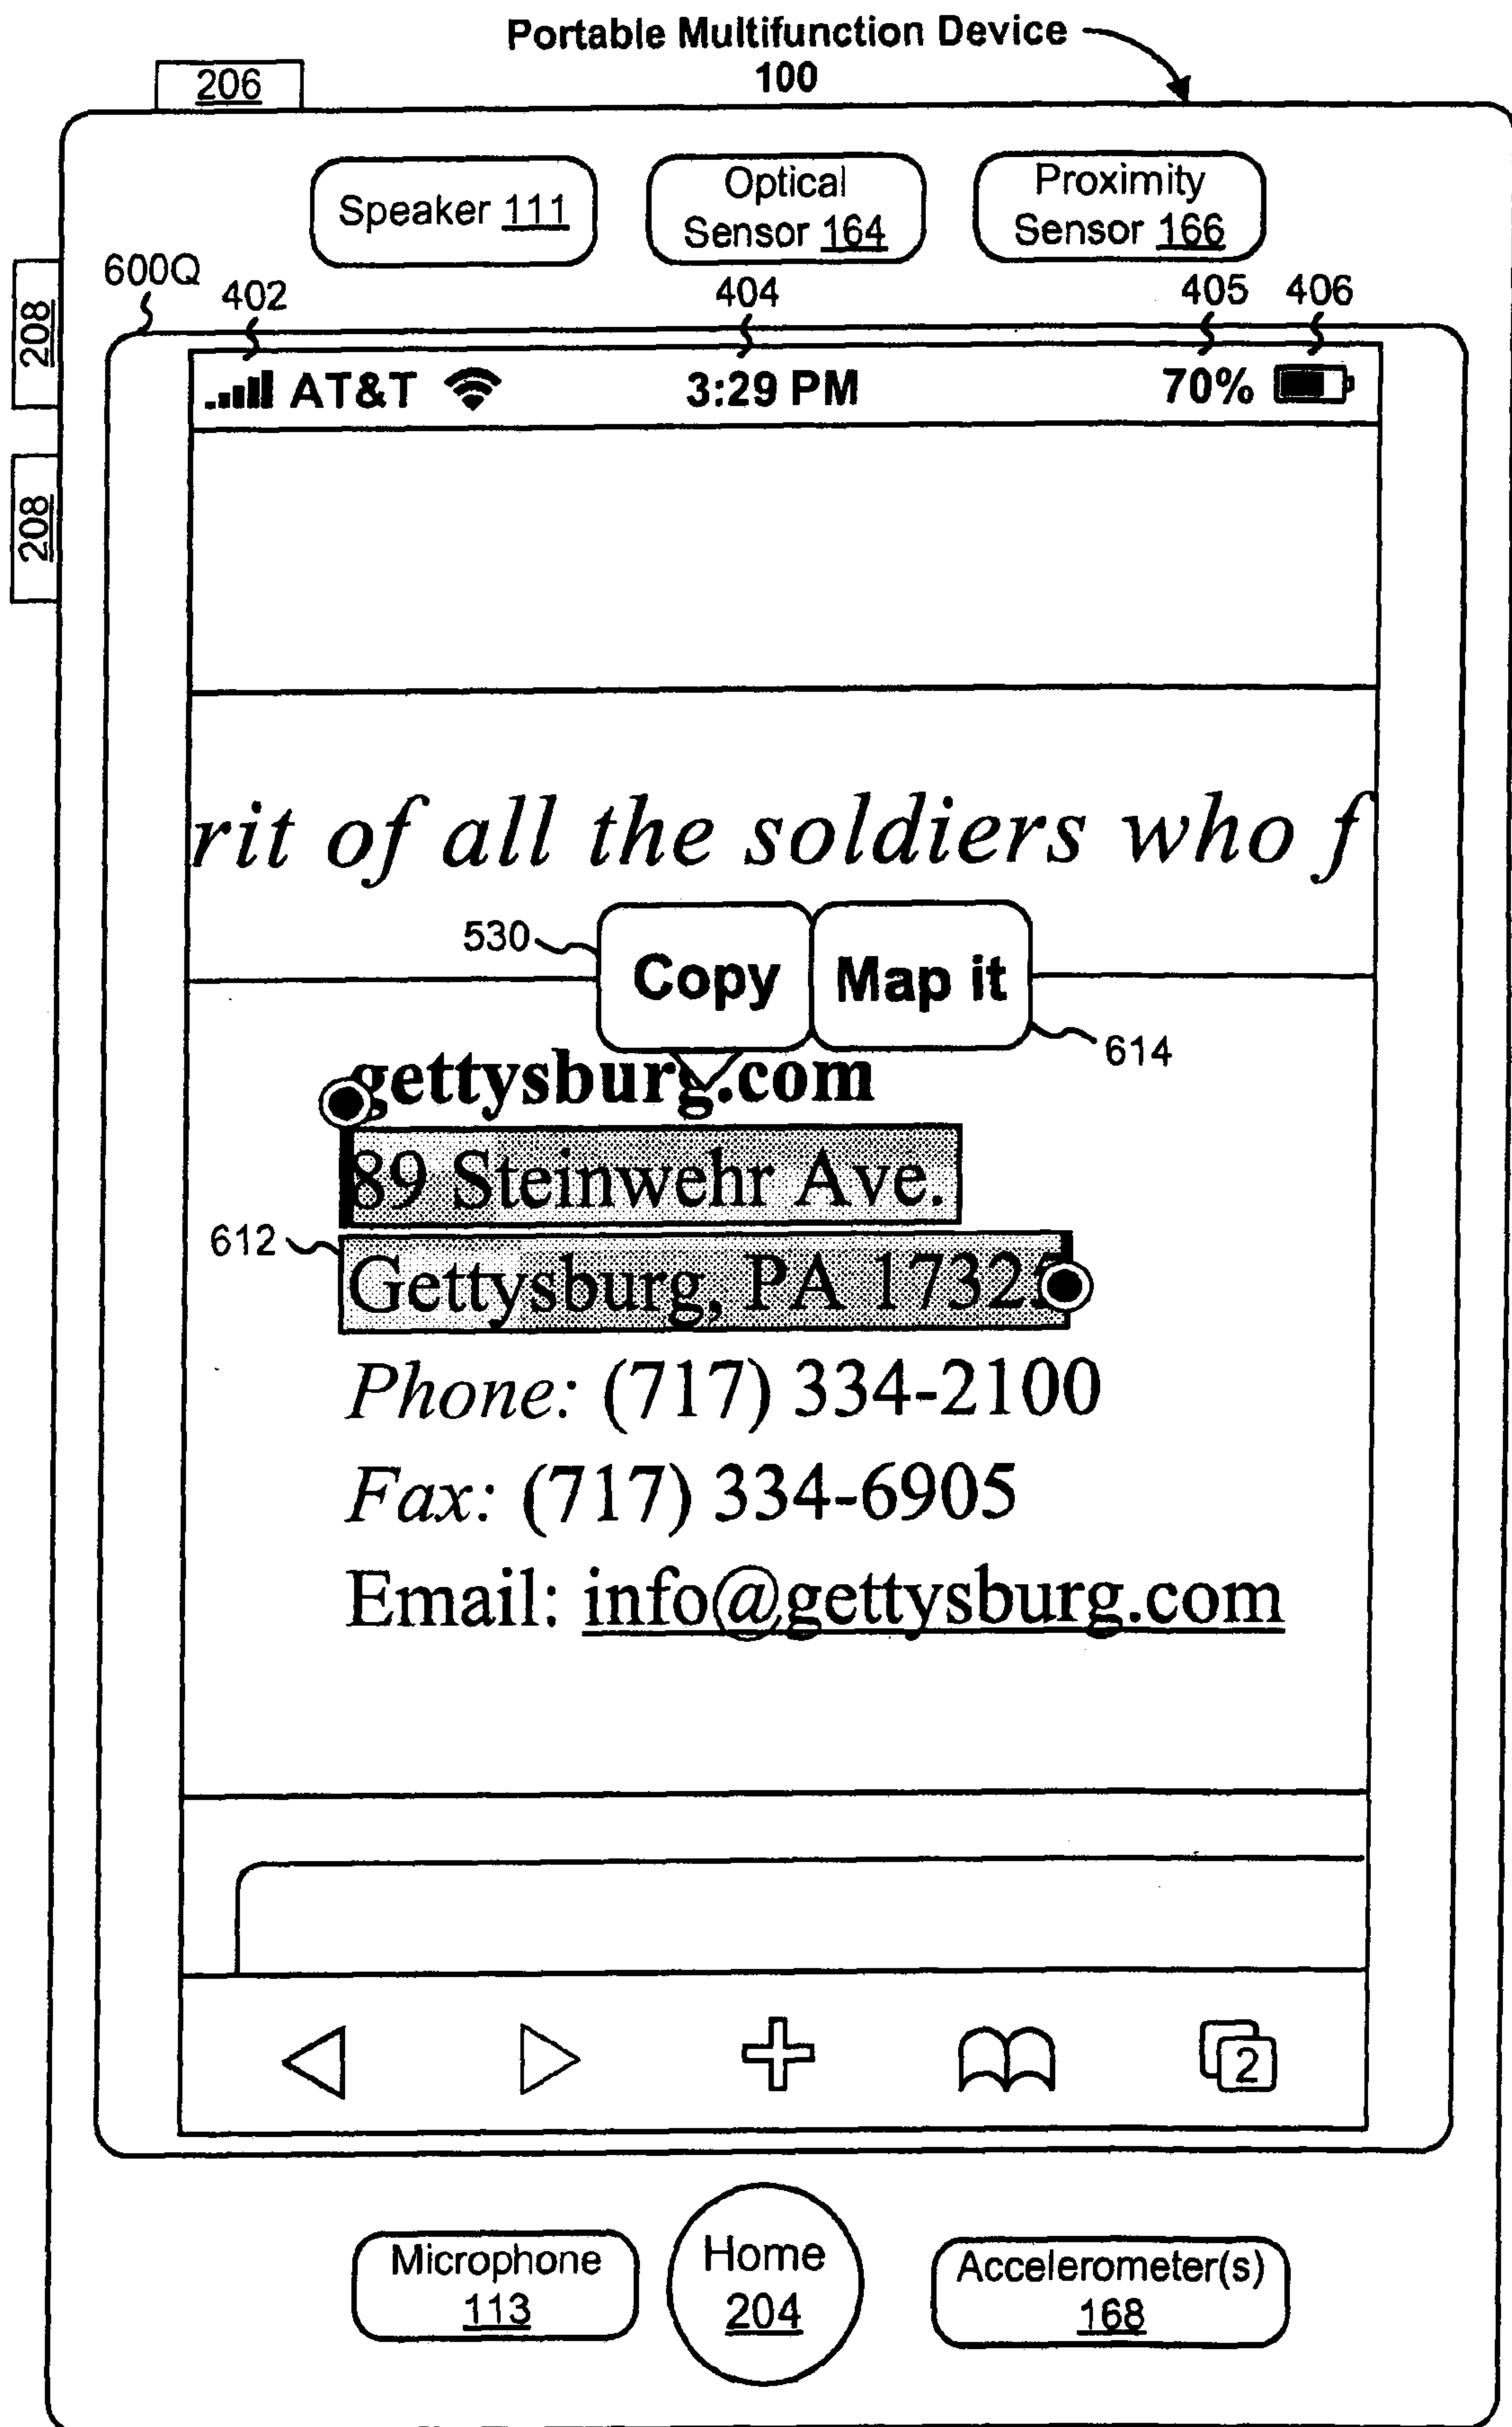 Portable Multifunction Device
100
206
Speaker 111
Optical
Sensor 164
Proximity
Sensor 166
208
208
600Q
402
404
405
406
AT&T
3:29 PM
70%
rit of all the soldiers who f
530
Copy
Map it
614
gettysburg.com
89 Steinwehr Ave.
612
Gettysburg, PA 17325
Phone: (717) 334-2100
Fax: (717) 334-6905
Email: info@gettysburg.com
2
Microphone
113
Home
204
Accelerometer(s)
168